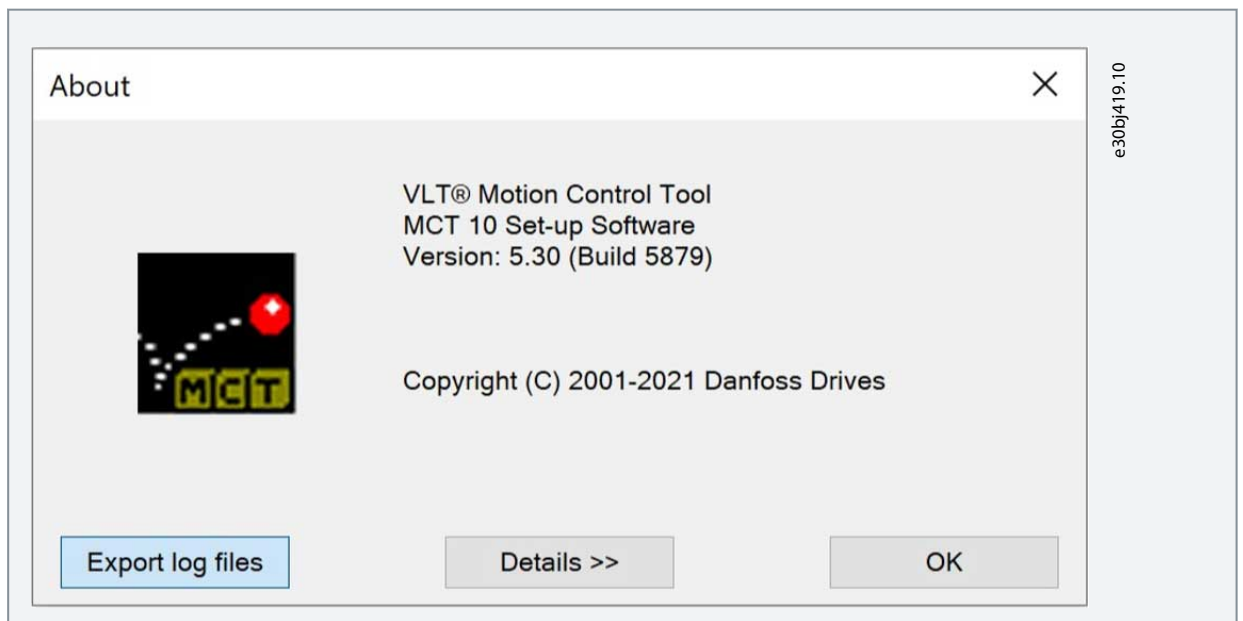 About
VLT® Motion Control Tool
MCT 10 Set-up Software
Version: 5.30 (Build 5879)
MCT
Copyright (C) 2001-2021 Danfoss Drives
Export log files
Details >>
OK
e30bj419.10